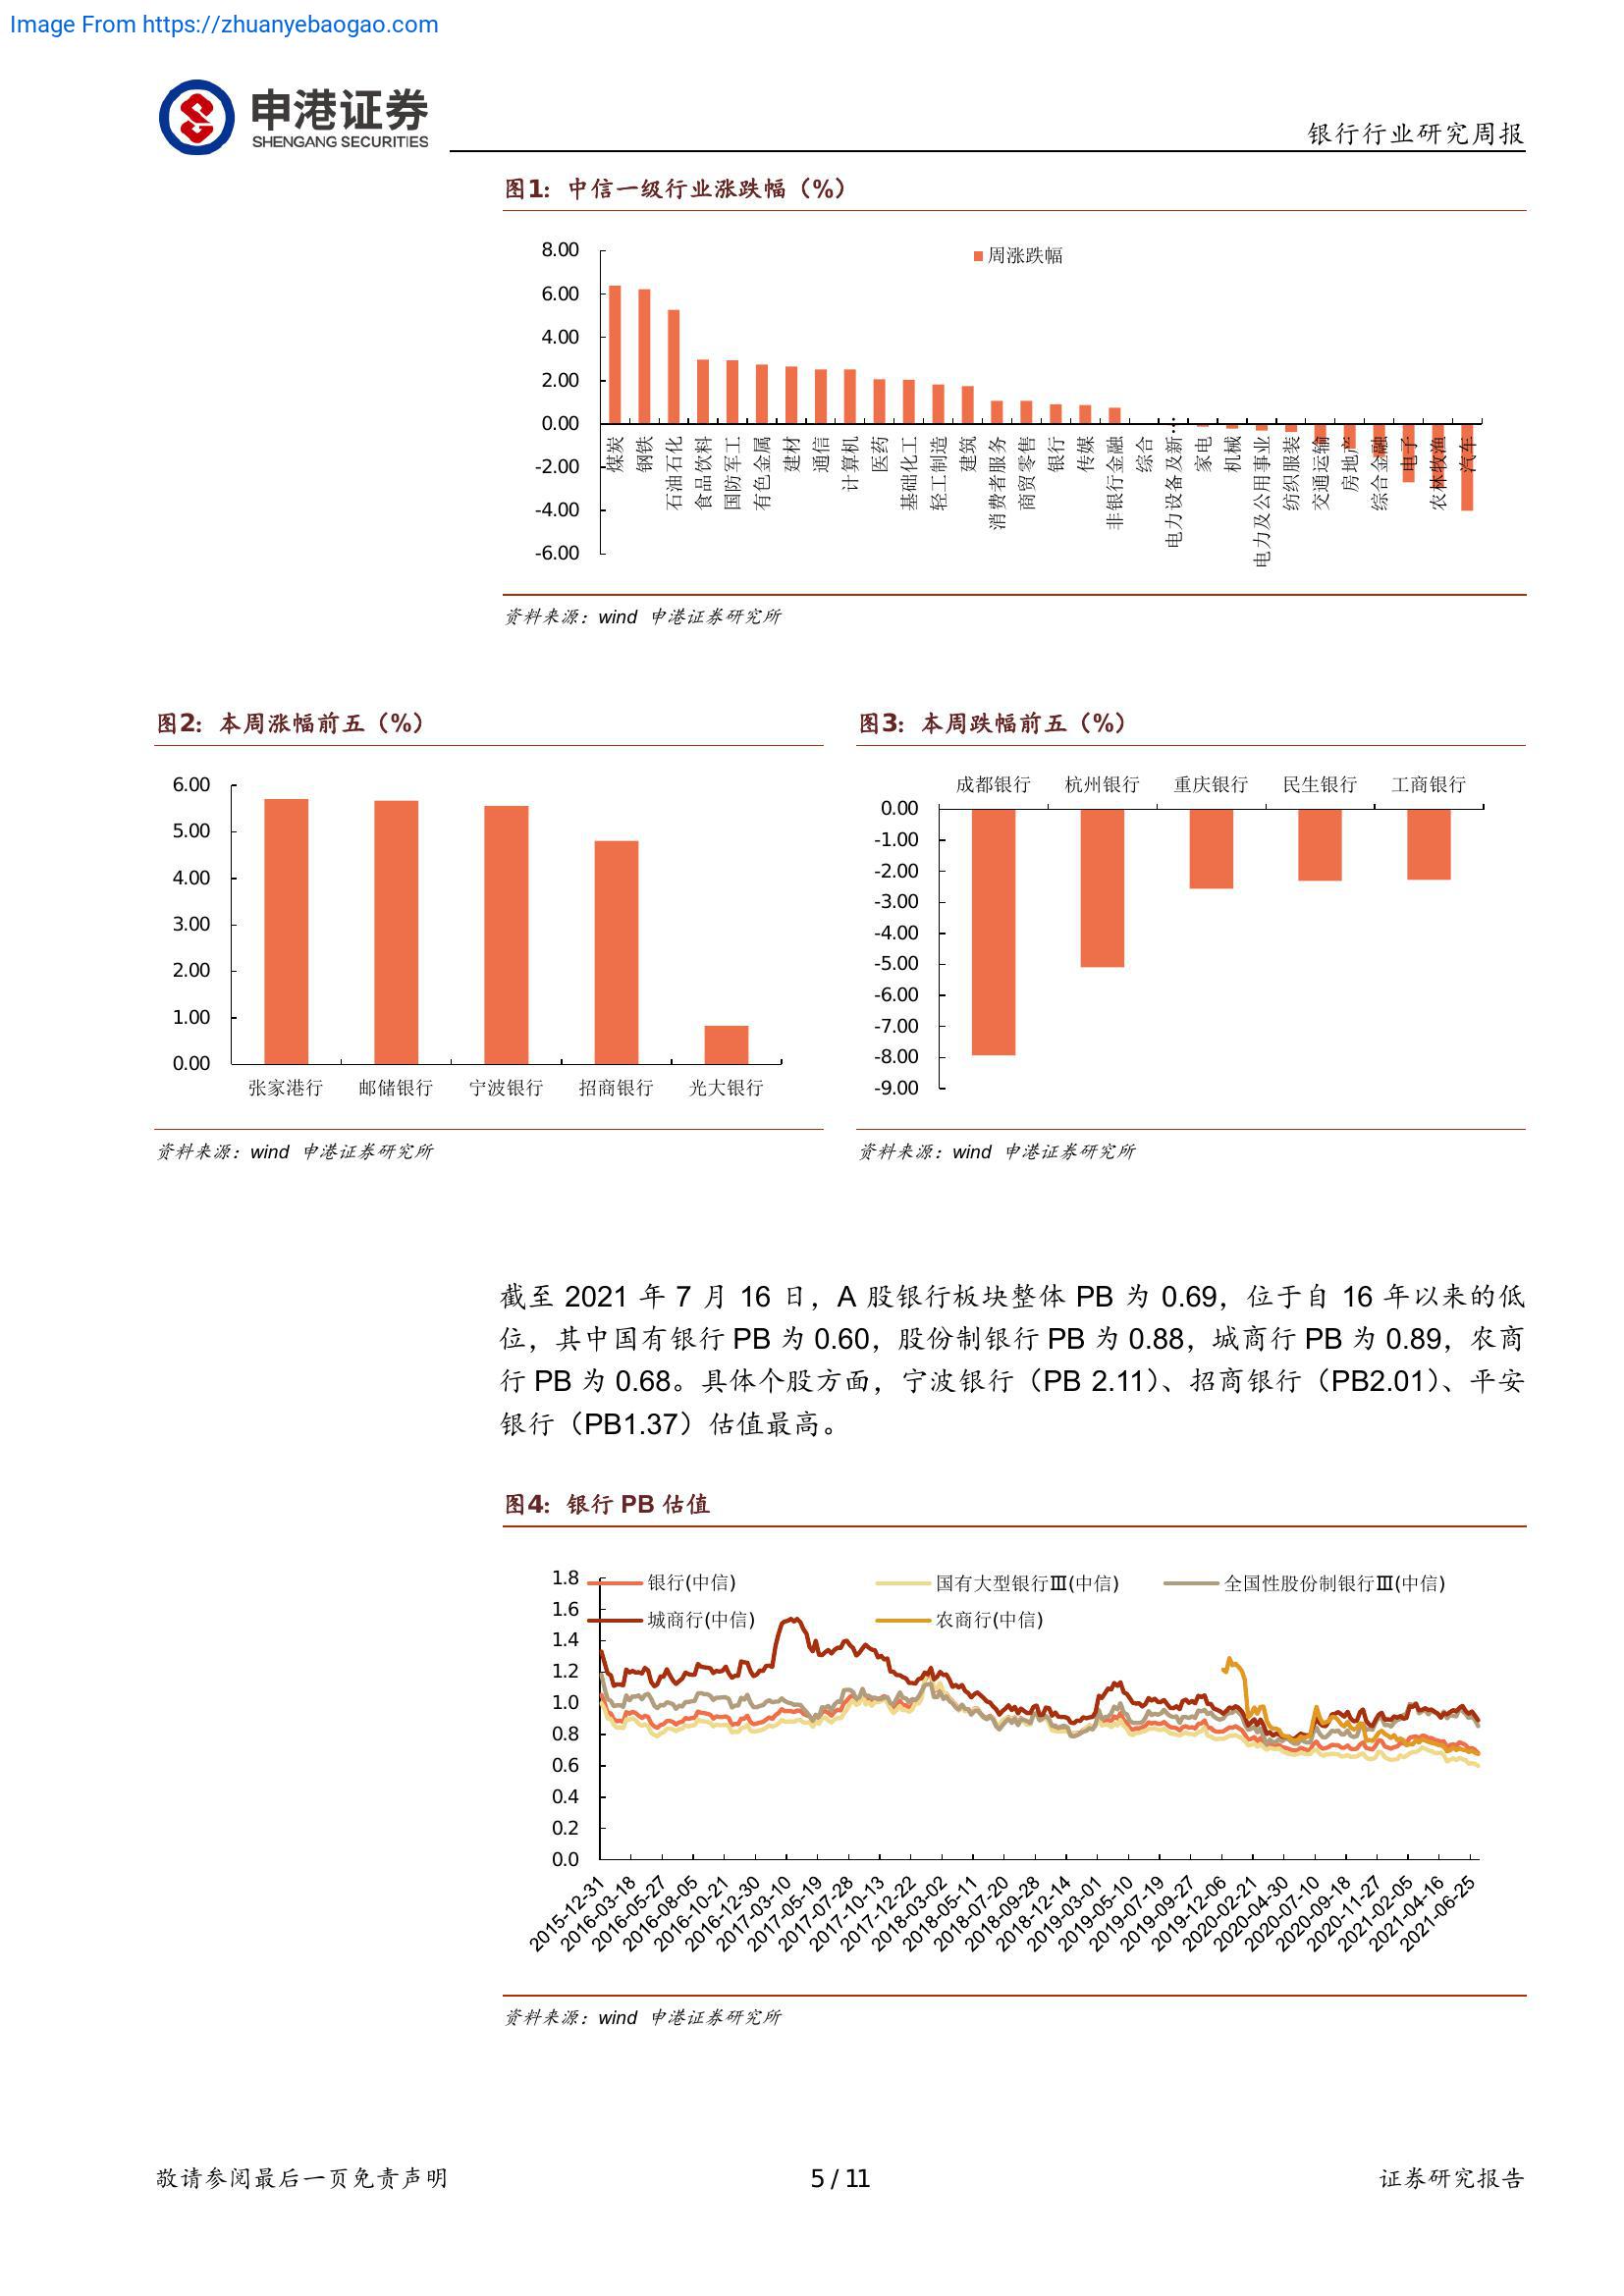 Image From https://zhuanyebaogao.com
申港证券
SHENGANG SECURITIES
银行行业研究周报
图1：中信一级行业涨跌幅（%）
周涨跌幅
8.00
6.00
4.00
2.00
0.00
-2.00
-4.00
-6.00
煤炭
钢铁
石油石化
食品饮料
国防军工
有色金属
建材
通信
计算机
医药
基础化工
轻工制造
建筑
消费者服务
商贸零售
银行
传媒
非银行金融
综合
电力设备及新…
家电
机械
电力及公用事业
纺织服装
交通运输
房地产
综合金融
电子
农林牧渔
汽车
资料来源：wind 申港证券研究所
图2：本周涨幅前五（%）
6.00
5.00
4.00
3.00
2.00
1.00
0.00
张家港行 邮储银行 宁波银行 招商银行 光大银行
资料来源：wind 申港证券研究所
图3：本周跌幅前五（%）
成都银行 杭州银行 重庆银行 民生银行 工商银行
0.00
-1.00
-2.00
-3.00
-4.00
-5.00
-6.00
-7.00
-8.00
-9.00
资料来源：wind 申港证券研究所
截至 2021 年 7 月 16 日，A 股银行板块整体 PB 为 0.69，位于自 16 年以来的低
位，其中国有银行 PB 为 0.60，股份制银行 PB 为 0.88，城商行 PB 为 0.89，农商
行 PB 为 0.68。具体个股方面，宁波银行（PB 2.11）、招商银行（PB2.01）、平安
银行（PB1.37）估值最高。
图4：银行 PB 估值
银行(中信) 国有大型银行Ⅲ(中信) 全国性股份制银行Ⅲ(中信)
城商行(中信) 农商行(中信)
1.8
1.6
1.4
1.2
1.0
0.8
0.6
0.4
0.2
0.0
2015-12-31
2016-03-18
2016-05-27
2016-08-05
2016-10-21
2016-12-30
2017-03-10
2017-05-19
2017-07-28
2017-10-13
2017-12-22
2018-03-02
2018-05-11
2018-07-20
2018-09-28
2018-12-14
2019-03-01
2019-05-10
2019-07-19
2019-09-27
2019-12-06
2020-02-21
2020-04-30
2020-07-10
2020-09-18
2020-11-27
2021-02-05
2021-04-16
2021-06-25
资料来源：wind 申港证券研究所
敬请参阅最后一页免责声明
5 / 11
证券研究报告